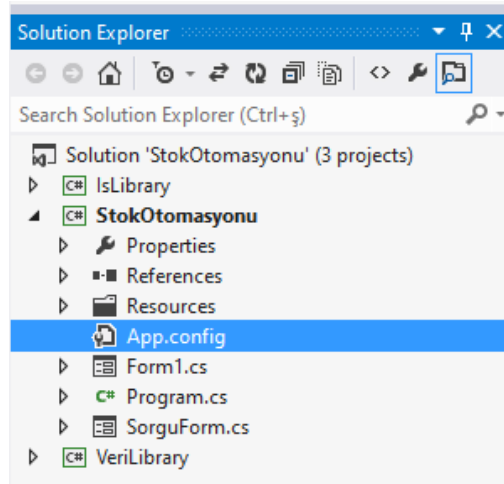 Solution Explorer
Search Solution Explorer (Ctrl+ş)
Solution 'StokOtomasyonu' (3 projects)
C# IsLibrary
C# StokOtomasyonu
Properties
References
Resources
App.config
Form1.cs
C# Program.cs
SorguForm.cs
C# VeriLibrary